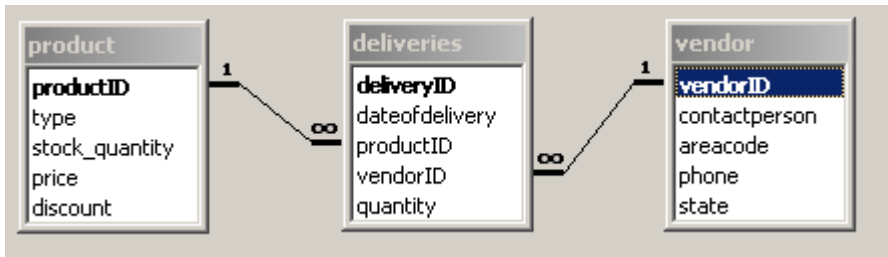 product
productID
type
stock_quantity
price
discount
1
∞
deliveries
deliveryID
dateofdelivery
productID
vendorID
quantity
1
∞
vendor
vendorID
contactperson
areacode
phone
state